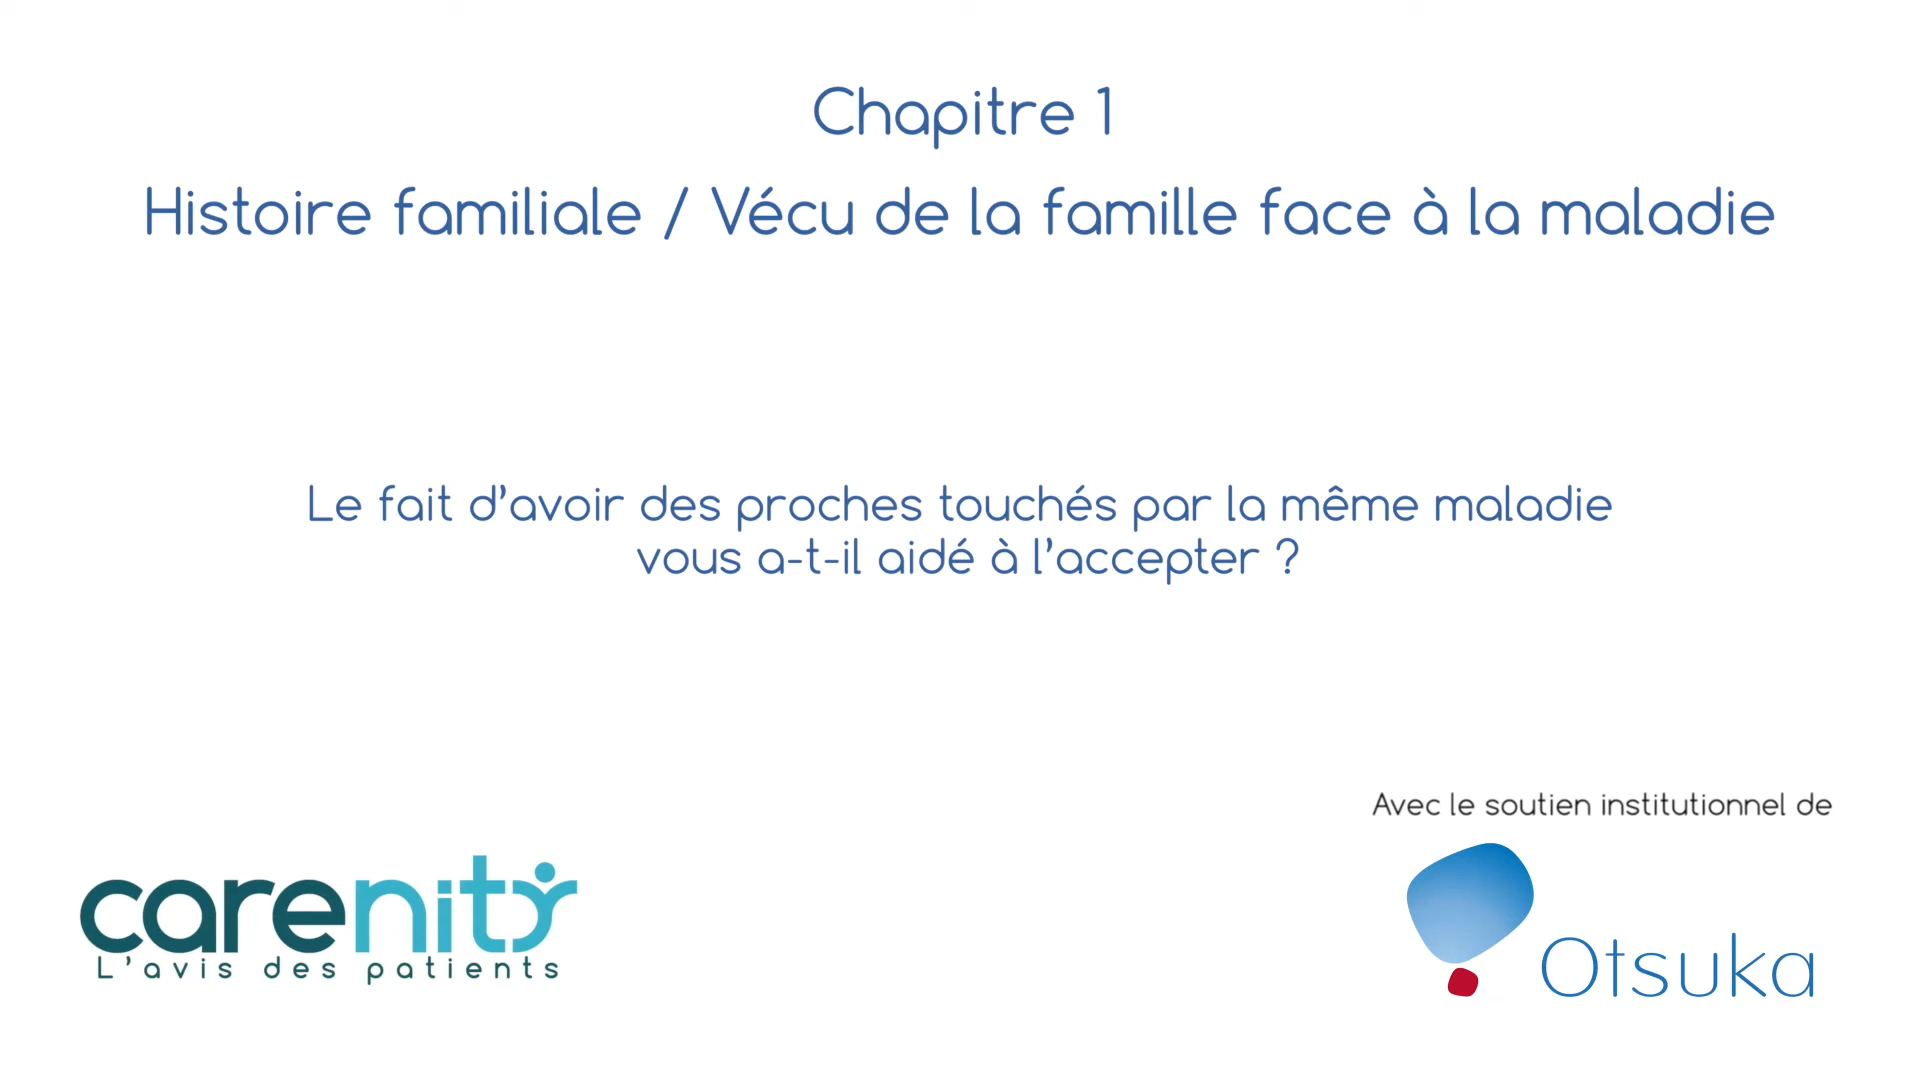 Chapitre 1
Histoire familiale / Vécu de la famille face à la maladie
Le fait d’avoir des proches touchés par la même maladie
vous a-t-il aidé à l’accepter ?
Avec le soutien institutionnel de
carenity
L’avis des patients
Otsuka